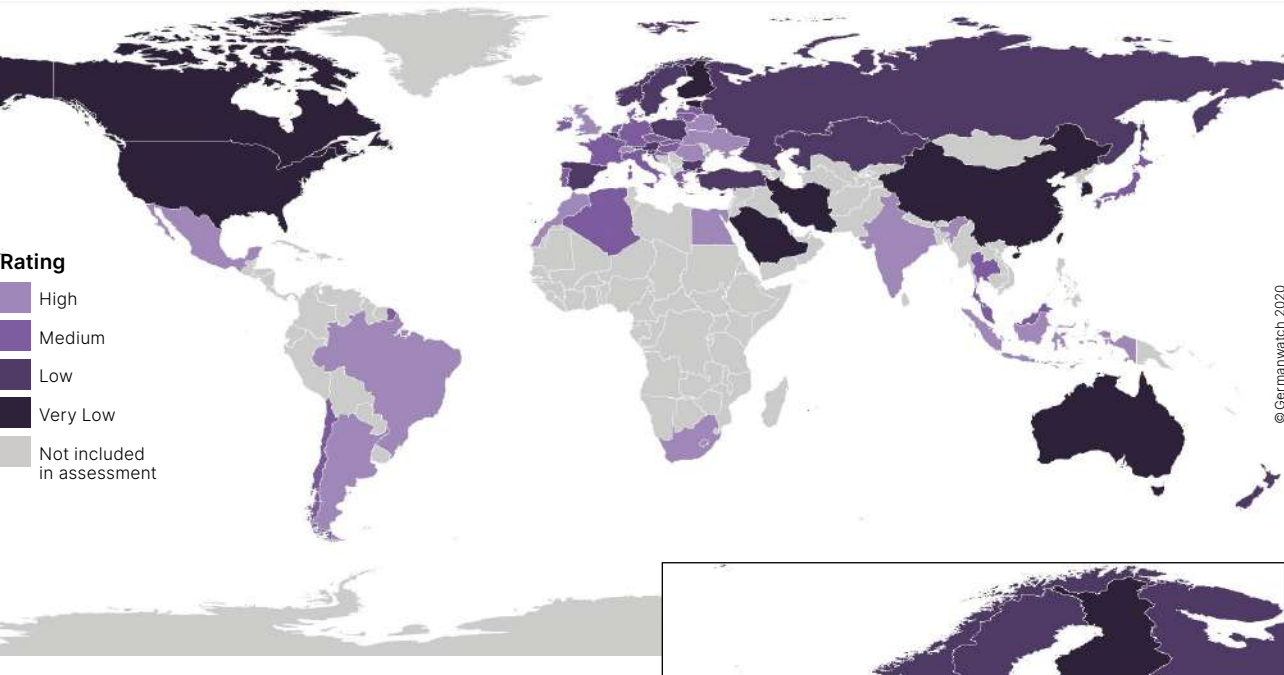 Rating
High
Medium
Low
Very Low
Not included
in assessment
© Germanwatch 2020